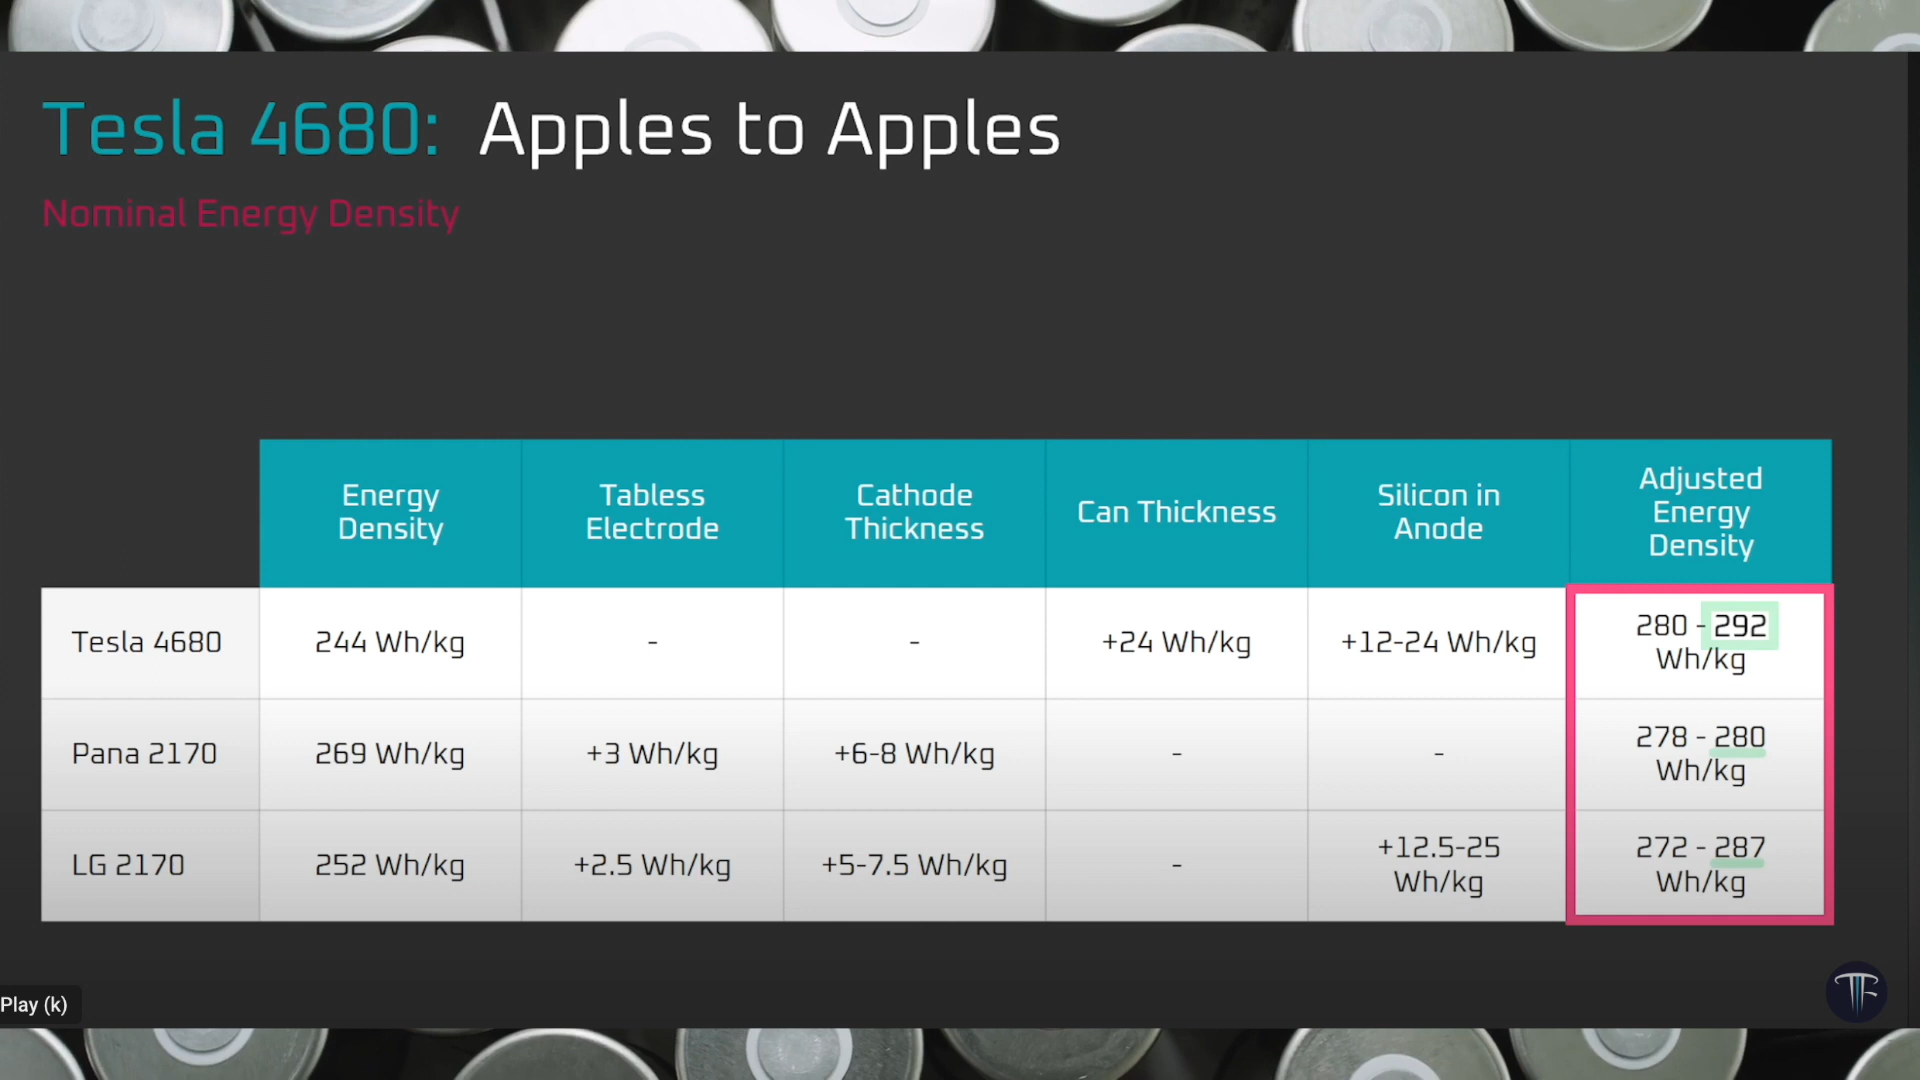 Tesla 4680: Apples to Apples
Nominal Energy Density
Energy Density
Tabless Electrode
Cathode Thickness
Can Thickness
Silicon in Anode
Adjusted Energy Density
Tesla 4680
244 Wh/kg
-
-
+24 Wh/kg
+12-24 Wh/kg
280 - 292 Wh/kg
Pana 2170
269 Wh/kg
+3 Wh/kg
+6-8 Wh/kg
-
-
278 - 280 Wh/kg
LG 2170
252 Wh/kg
+2.5 Wh/kg
+5-7.5 Wh/kg
-
+12.5-25 Wh/kg
272 - 287 Wh/kg
Play (k)